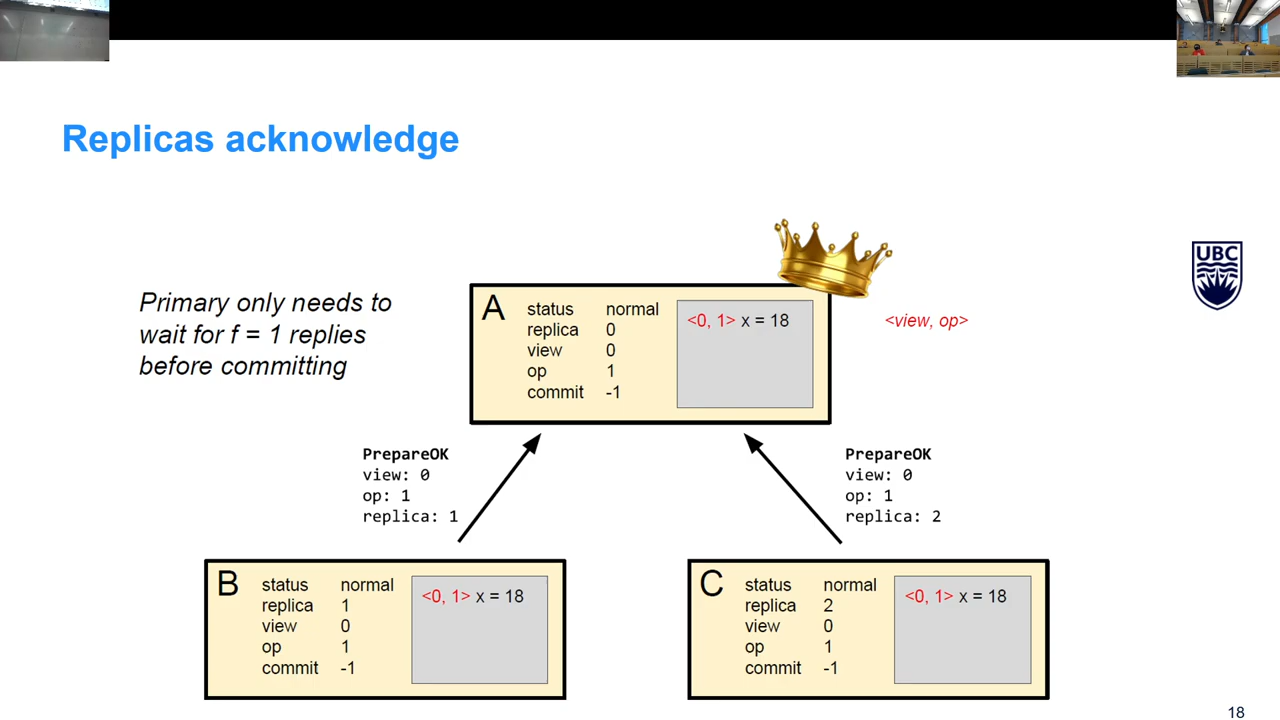 Replicas acknowledge
UBC
Primary only needs to
wait for f = 1 replies
before committing
A
status normal
replica 0
view 0
op 1
commit -1
<0, 1> x = 18
<view, op>
PrepareOK
view: 0
op: 1
replica: 1
PrepareOK
view: 0
op: 1
replica: 2
B
status normal
replica 1
view 0
op 1
commit -1
<0, 1> x = 18
C
status normal
replica 2
view 0
op 1
commit -1
<0, 1> x = 18
18